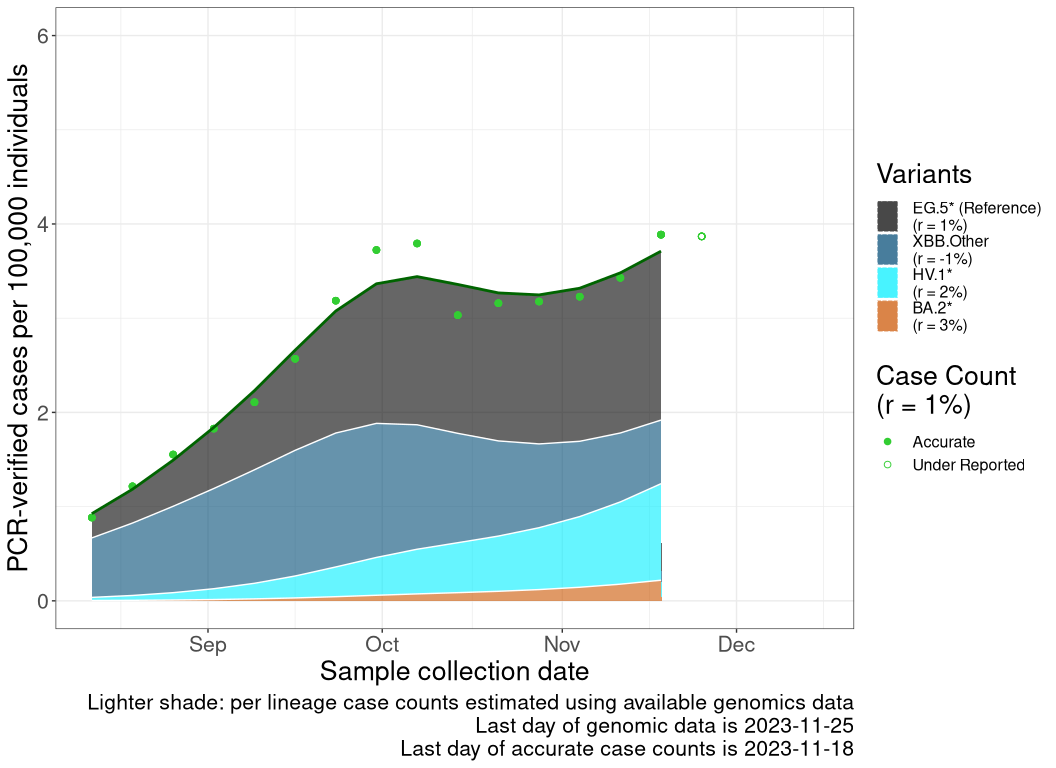 PCR-verified cases per 100,000 individuals
6
4
2
0
Sep
Oct
Nov
Dec
Sample collection date
Lighter shade: per lineage case counts estimated using available genomics data
Last day of genomic data is 2023-11-25
Last day of accurate case counts is 2023-11-18
Variants
EG.5* (Reference)
(r = 1%)
XBB.Other
(r = -1%)
HV.1*
(r = 2%)
BA.2*
(r = 3%)
Case Count
(r = 1%)
Accurate
Under Reported